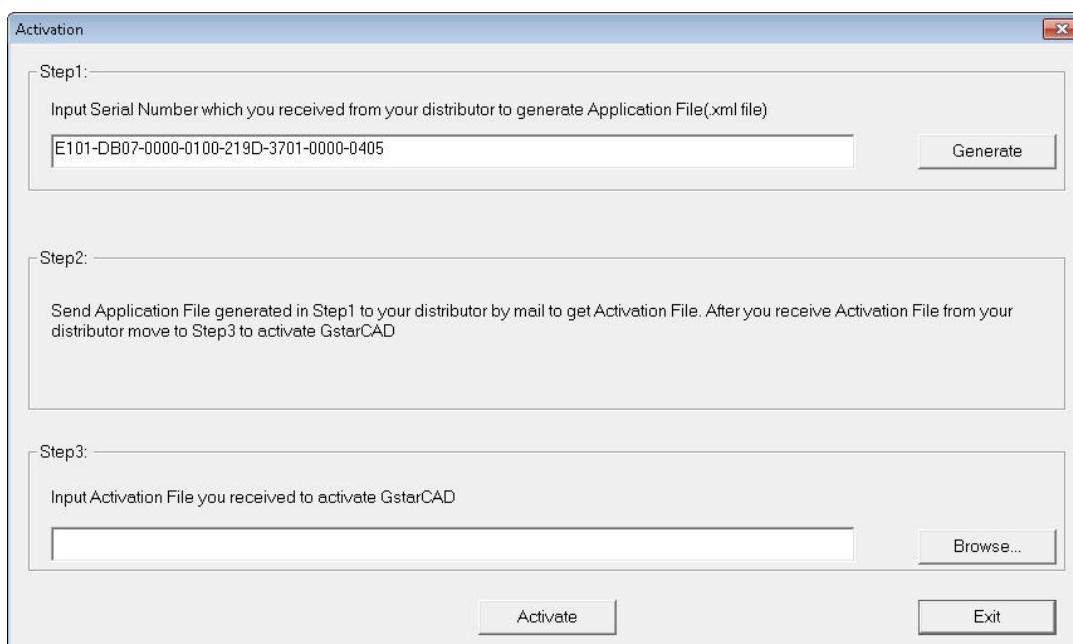 Activation
Step1:
Input Serial Number which you received from your distributor to generate Application File(.xml file)
E101-DB07-0000-0100-219D-3701-0000-0405
Generate
Step2:
Send Application File generated in Step1 to your distributor by mail to get Activation File. After you receive Activation File from your
distributor move to Step3 to activate GstarCAD
Step3:
Input Activation File you received to activate GstarCAD
Browse...
Activate
Exit